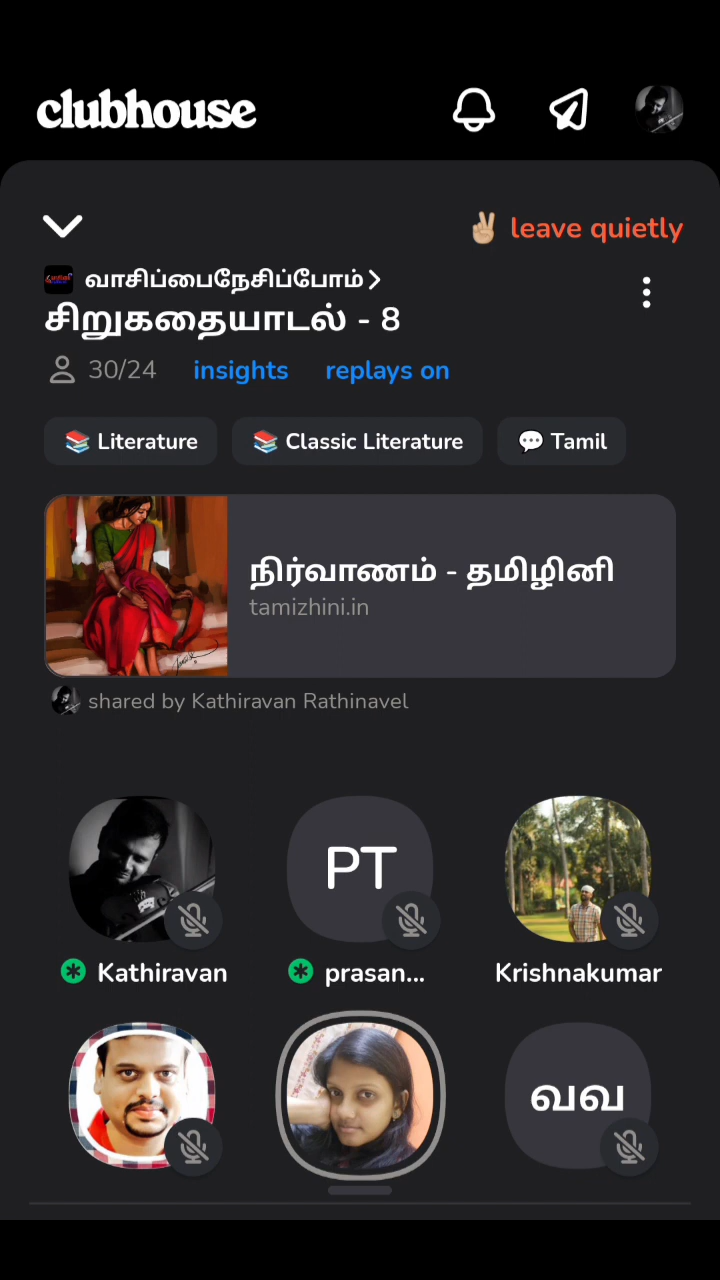 clubhouse
✌🏼 leave quietly
வாசிப்பைநேசிப்போம்
சிறுகதையாடல் - 8
30/24 insights replays on
📚 Literature 📚 Classic Literature 💬 Tamil
நிர்வாணம் - தமிழினி
tamizhini.in
shared by Kathiravan Rathinavel
PT
Kathiravan prasan... Krishnakumar
வவ